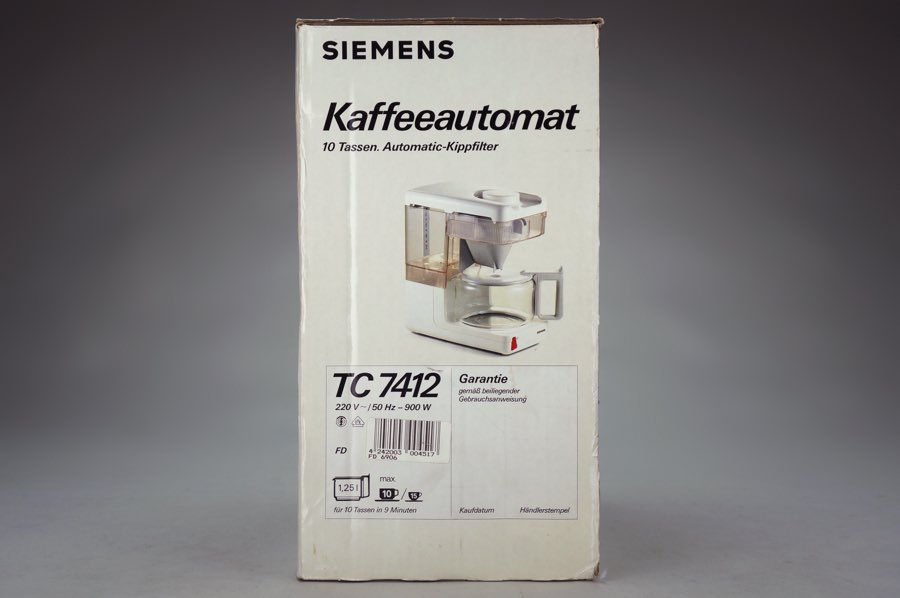 SIEMENS
Kaffeeautomat
10 Tassen. Automatic-Kippfilter
SIEMENS
TC 7412
220 V~/50 Hz – 900 W
FD
4 242003 004517
FD 6906
1,25 l
max.
10 / 15
für 10 Tassen in 9 Minuten
Garantie
gemäß beiliegender
Gebrauchsanweisung
Kaufdatum
Händlerstempel